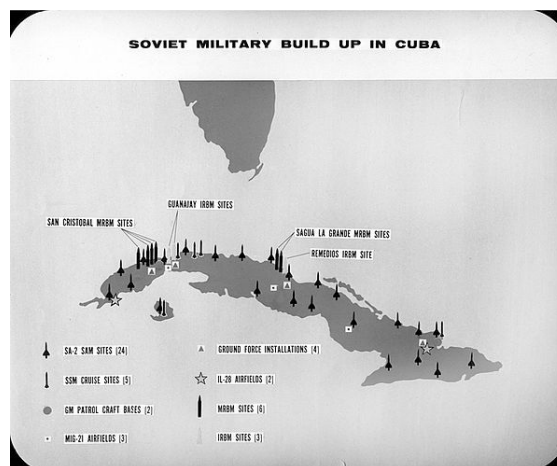 SOVIET MILITARY BUILD UP IN CUBA
GUANAJAY IRBM SITES
SAN CRISTOBAL MRBM SITES
SAGUA LA GRANDE MRBM SITES
REMEDIOS IRBM SITE
SA-2 SAM SITES (24)
GROUND FORCE INSTALLATIONS (4)
SSM CRUISE SITES (5)
IL-28 AIRFIELDS (2)
GM PATROL CRAFT BASES (2)
MRBM SITES (6)
MIG-21 AIRFIELDS (3)
IRBM SITES (3)